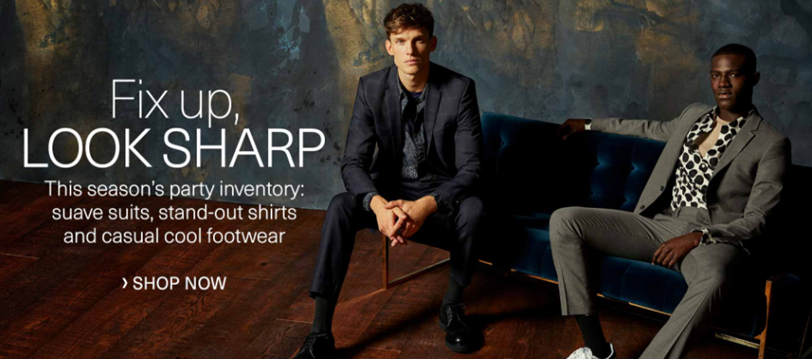 Fix up,
LOOK SHARP
This season's party inventory:
suave suits, stand-out shirts
and casual cool footwear
› SHOP NOW